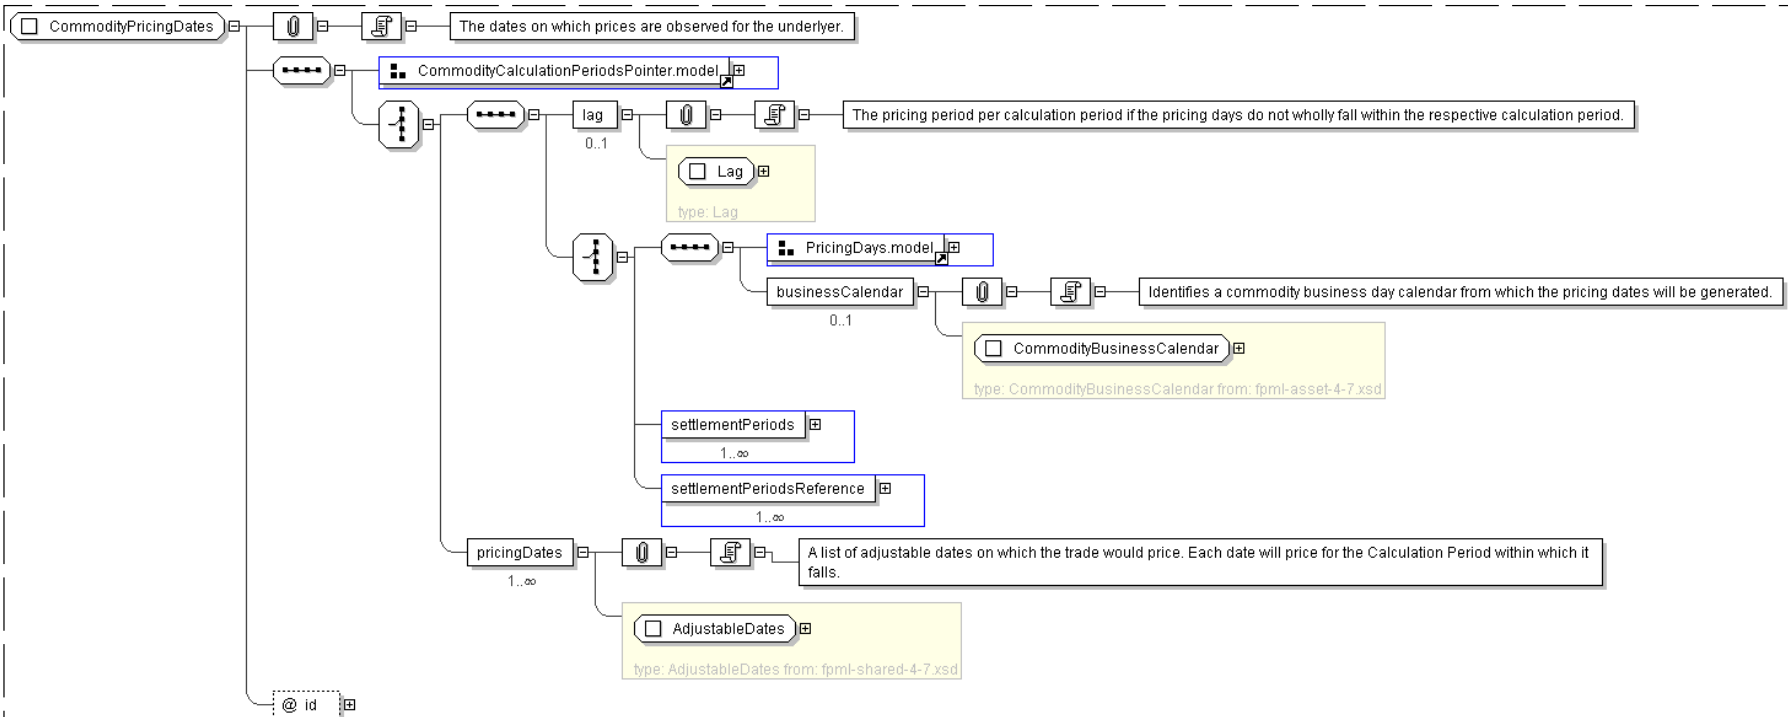 CommodityPricingDates
The dates on which prices are observed for the underlyer.
CommodityCalculationPeriodsPointer.model
lag
0..1
The pricing period per calculation period if the pricing days do not wholly fall within the respective calculation period.
Lag
type: Lag
PricingDays.model
businessCalendar
0..1
Identifies a commodity business day calendar from which the pricing dates will be generated.
CommodityBusinessCalendar
type: CommodityBusinessCalendar from: fpml-asset-4-7.xsd
settlementPeriods
1..∞
settlementPeriodsReference
1..∞
pricingDates
1..∞
A list of adjustable dates on which the trade would price. Each date will price for the Calculation Period within which it
falls.
AdjustableDates
type: AdjustableDates from: fpml-shared-4-7.xsd
@ id